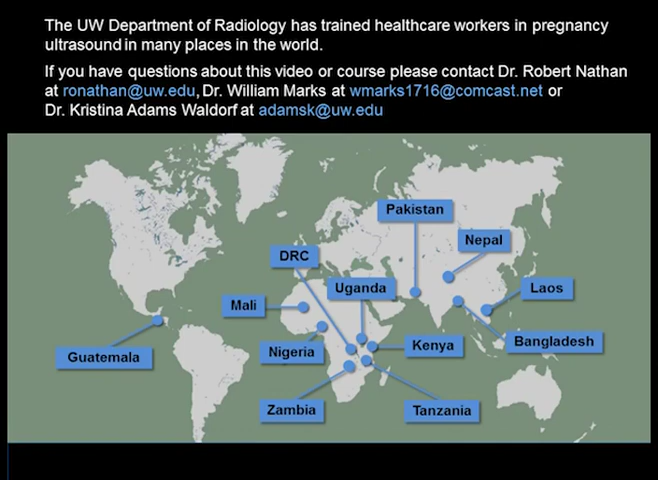 The UW Department of Radiology has trained healthcare workers in pregnancy
ultrasound in many places in the world.
If you have questions about this video or course please contact Dr. Robert Nathan
at ronathan@uw.edu, Dr. William Marks at wmarks1716@comcast.net or
Dr. Kristina Adams Waldorf at adamsk@uw.edu
Pakistan
Nepal
DRC
Uganda
Laos
Mali
Bangladesh
Nigeria
Kenya
Guatemala
Zambia
Tanzania